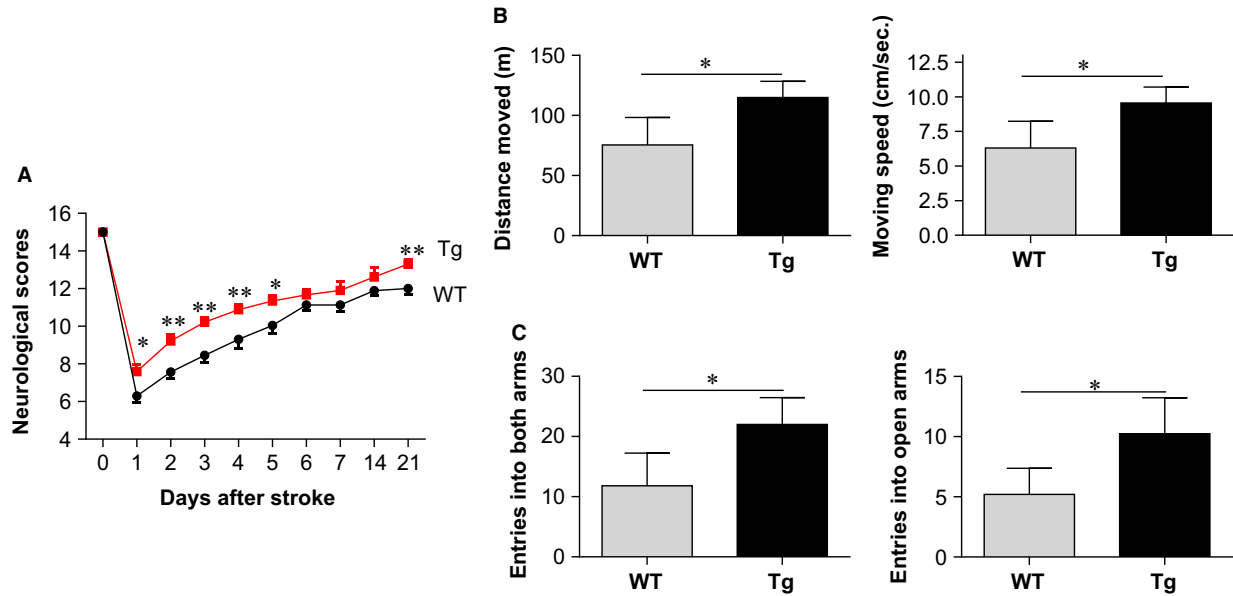 A
Neurological scores
16
14
12
10
8
6
4
* ** ** ** * **
Tg
WT
0 1 2 3 4 5 6 7 14 21
Days after stroke
B
Distance moved (m)
150
100
50
0
*
WT Tg
Moving speed (cm/sec.)
12.5
10.0
7.5
5.0
2.5
0.0
*
WT Tg
C
Entries into both arms
30
20
10
0
*
WT Tg
Entries into open arms
15
10
5
0
*
WT Tg